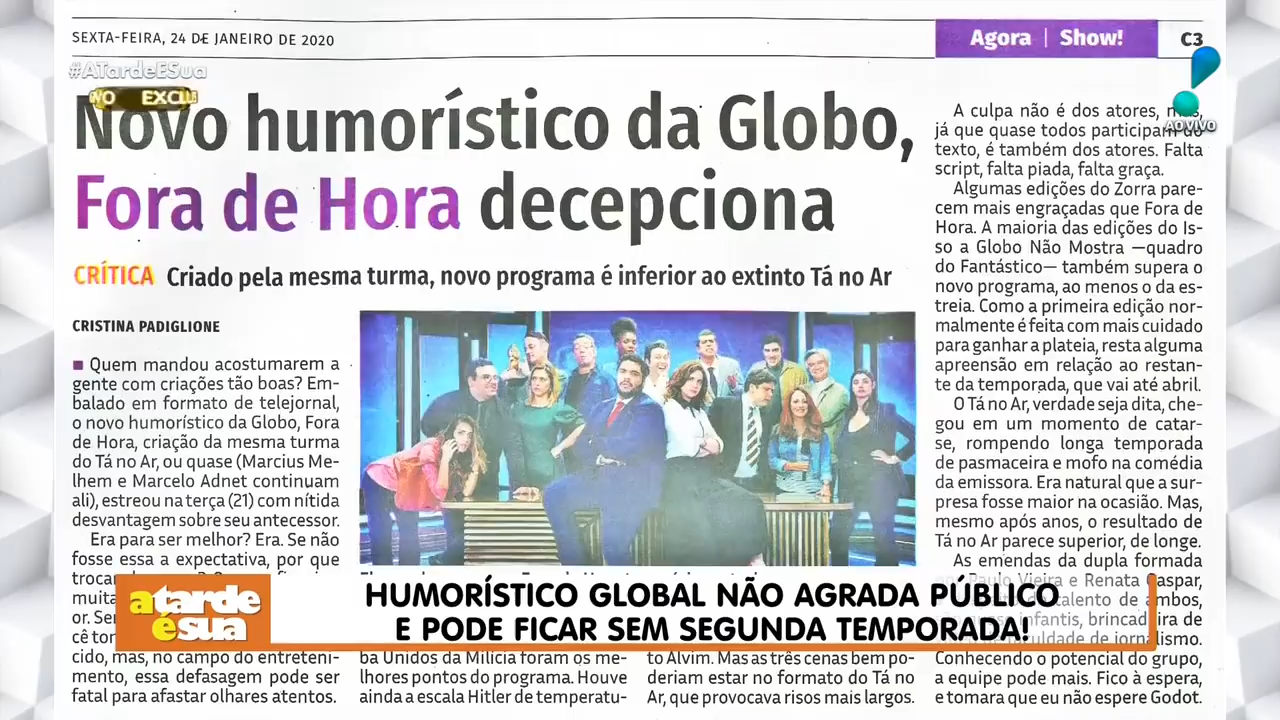 SEXTA-FEIRA, 24 DE JANEIRO DE 2020
Agora | Show!
C3
#ATardeESua
AO VIVO
Novo humorístico da Globo,
Fora de Hora decepciona
CRÍTICA Criado pela mesma turma, novo programa é inferior ao extinto Tá no Ar
CRISTINA PADIGLIONE
Quem mandou acostumarem a
gente com criações tão boas? Em-
balado em formato de telejornal,
o novo humorístico da Globo, Fora
de Hora, criação da mesma turma
do Tá no Ar, ou quase (Marcius Me-
lhem e Marcelo Adnet continuam
ali), estreou na terça (21) com nítida
desvantagem sobre seu antecessor.
Era para ser melhor? Era. Se não
fosse essa a expectativa, por que
cido, mas, no campo do entreteni-
mento, essa defasagem pode ser
fatal para afastar olhares atentos.
ba Unidos da Milícia foram os me-
lhores pontos do programa. Houve
ainda a escala Hitler de temperatu-
to Alvim. Mas as três cenas bem po-
deriam estar no formato do Tá no
Ar, que provocava risos mais largos.
A culpa não é dos atores, mas,
já que quase todos participam do
texto, é também dos atores. Falta
script, falta piada, falta graça.
Algumas edições do Zorra pare-
cem mais engraçadas que Fora de
Hora. A maioria das edições do Is-
so a Globo Não Mostra —quadro
do Fantástico— também supera o
novo programa, ao menos o da es-
treia. Como a primeira edição nor-
malmente é feita com mais cuidado
para ganhar a plateia, resta alguma
apreensão em relação ao restan-
te da temporada, que vai até abril.
O Tá no Ar, verdade seja dita, che-
gou em um momento de catar-
se, rompendo longa temporada
de pasmaceira e mofo na comédia
da emissora. Era natural que a sur-
presa fosse maior na ocasião. Mas,
mesmo após anos, o resultado de
Tá no Ar parece superior, de longe.
As emendas da dupla formada
Paulo Vieira e Renata Gaspar,
talento de ambos,
infantis, brincadeira de
faculdade de jornalismo.
Conhecendo o potencial do grupo,
a equipe pode mais. Fico à espera,
e tomara que eu não espere Godot.
a tarde
é sua
HUMORÍSTICO GLOBAL NÃO AGRADA PÚBLICO
E PODE FICAR SEM SEGUNDA TEMPORADA!